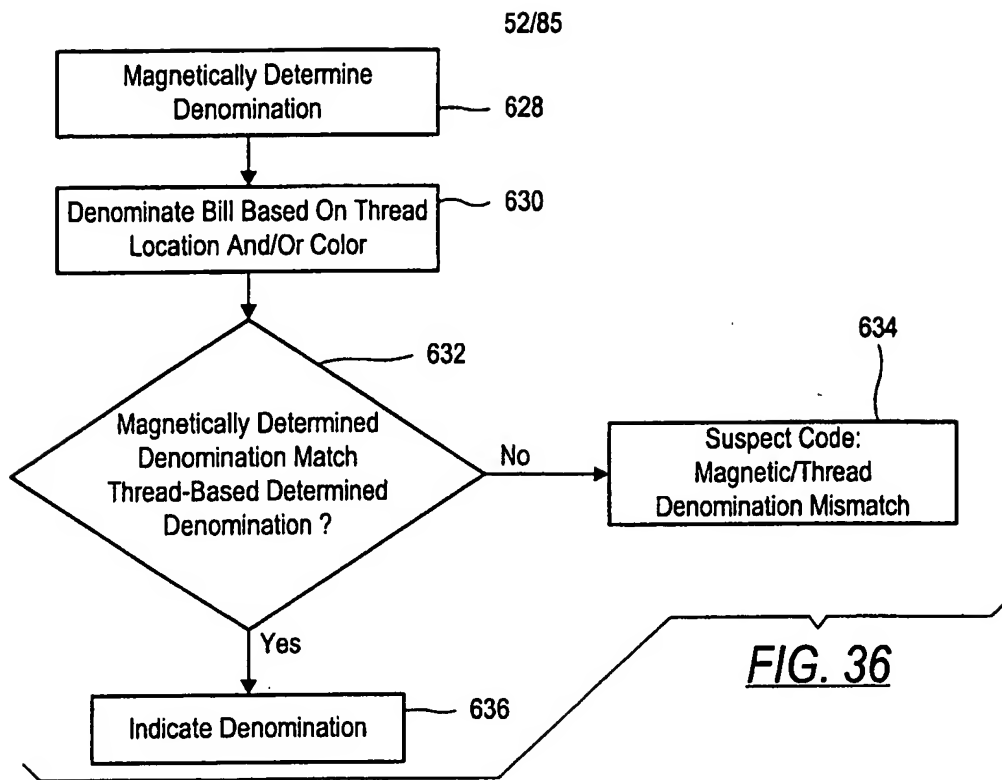 52/85
Magnetically Determine
Denomination
628
Denominate Bill Based On Thread
Location And/Or Color
630
632
Magnetically Determined
Denomination Match
Thread-Based Determined
Denomination ?
No
634
Suspect Code:
Magnetic/Thread
Denomination Mismatch
Yes
Indicate Denomination
636
FIG. 36